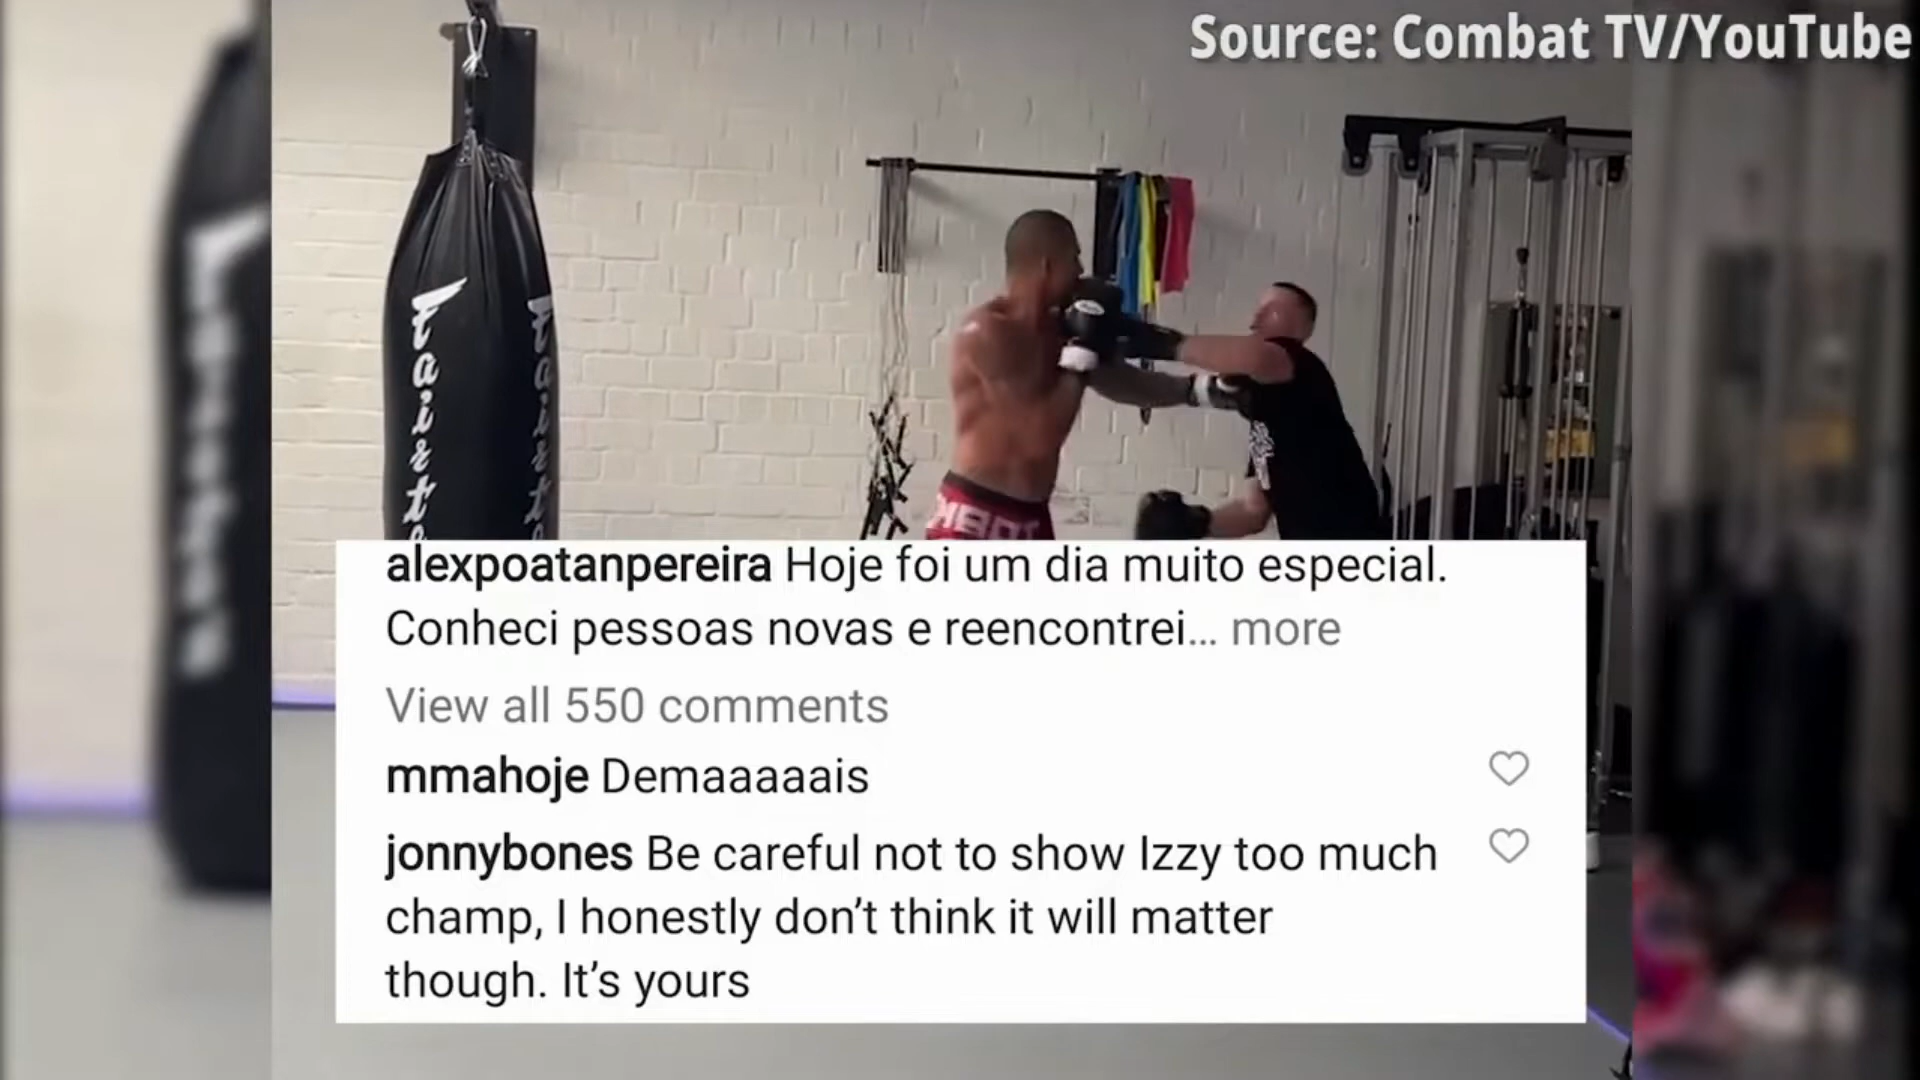 Source: Combat TV/YouTube
Fairtex
alexpoatanpereira Hoje foi um dia muito especial.
Conheci pessoas novas e reencontrei... more
View all 550 comments
mmahoje Demaaaaais
jonnybones Be careful not to show Izzy too much
champ, I honestly don't think it will matter
though. It's yours